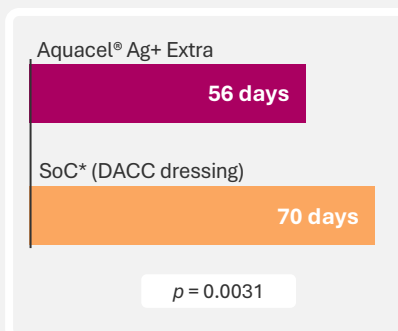 Aquacel® Ag+ Extra
56 days
SoC* (DACC dressing)
70 days
p = 0.0031